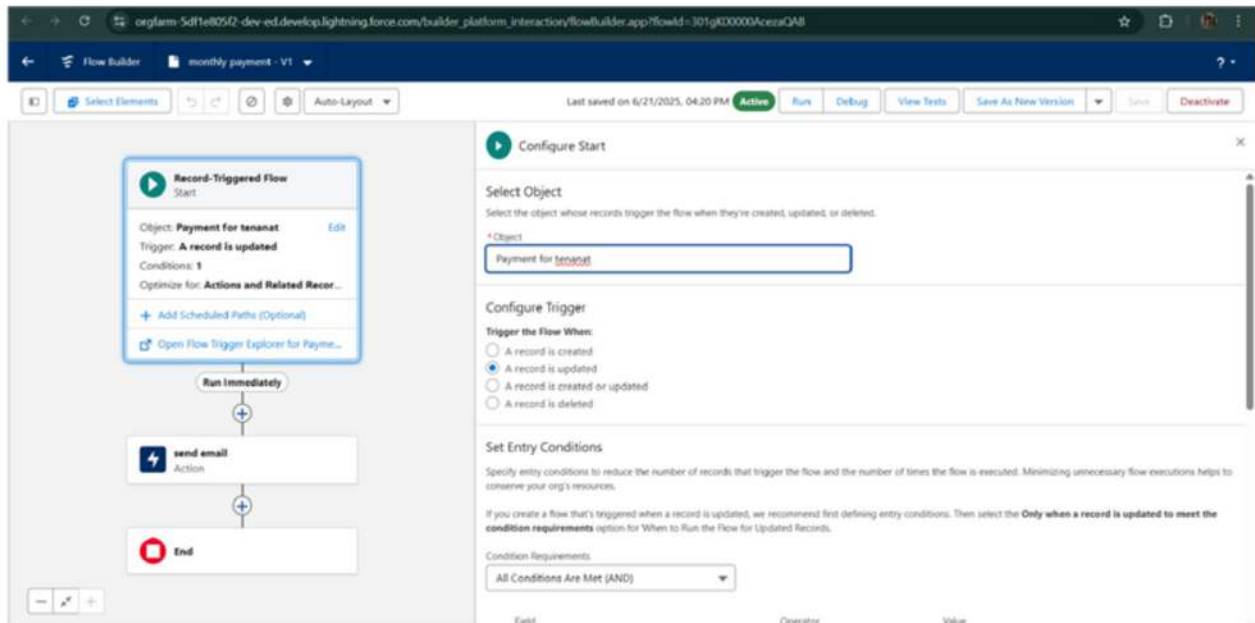 orgfarm-5df1e805f2-dev-ed.develop.lightning.force.com/builder_platform_interaction/flowBuilder.app?flowId=301gK00000AcezaQAB
Flow Builder
monthly payment - V1
?
Select Elements
Auto-Layout
Last saved on 6/21/2025, 04:20 PM
Active
Run
Debug
View Tests
Save As New Version
Save
Deactivate
Record-Triggered Flow
Start
Object: Payment for tenanat
Edit
Trigger: A record is updated
Conditions: 1
Optimize for: Actions and Related Recor...
+ Add Scheduled Paths (Optional)
Open Flow Trigger Explorer for Payme...
Run Immediately
send email
Action
End
Configure Start
Select Object
Select the object whose records trigger the flow when they're created, updated, or deleted.
*Object
Payment for tenanat
Configure Trigger
Trigger the Flow When:
A record is created
A record is updated
A record is created or updated
A record is deleted
Set Entry Conditions
Specify entry conditions to reduce the number of records that trigger the flow and the number of times the flow is executed. Minimizing unnecessary flow executions helps to
conserve your org's resources.
If you create a flow that's triggered when a record is updated, we recommend first defining entry conditions. Then select the Only when a record is updated to meet the
condition requirements option for When to Run the Flow for Updated Records.
Condition Requirements
All Conditions Are Met (AND)
Field
Operator
Value